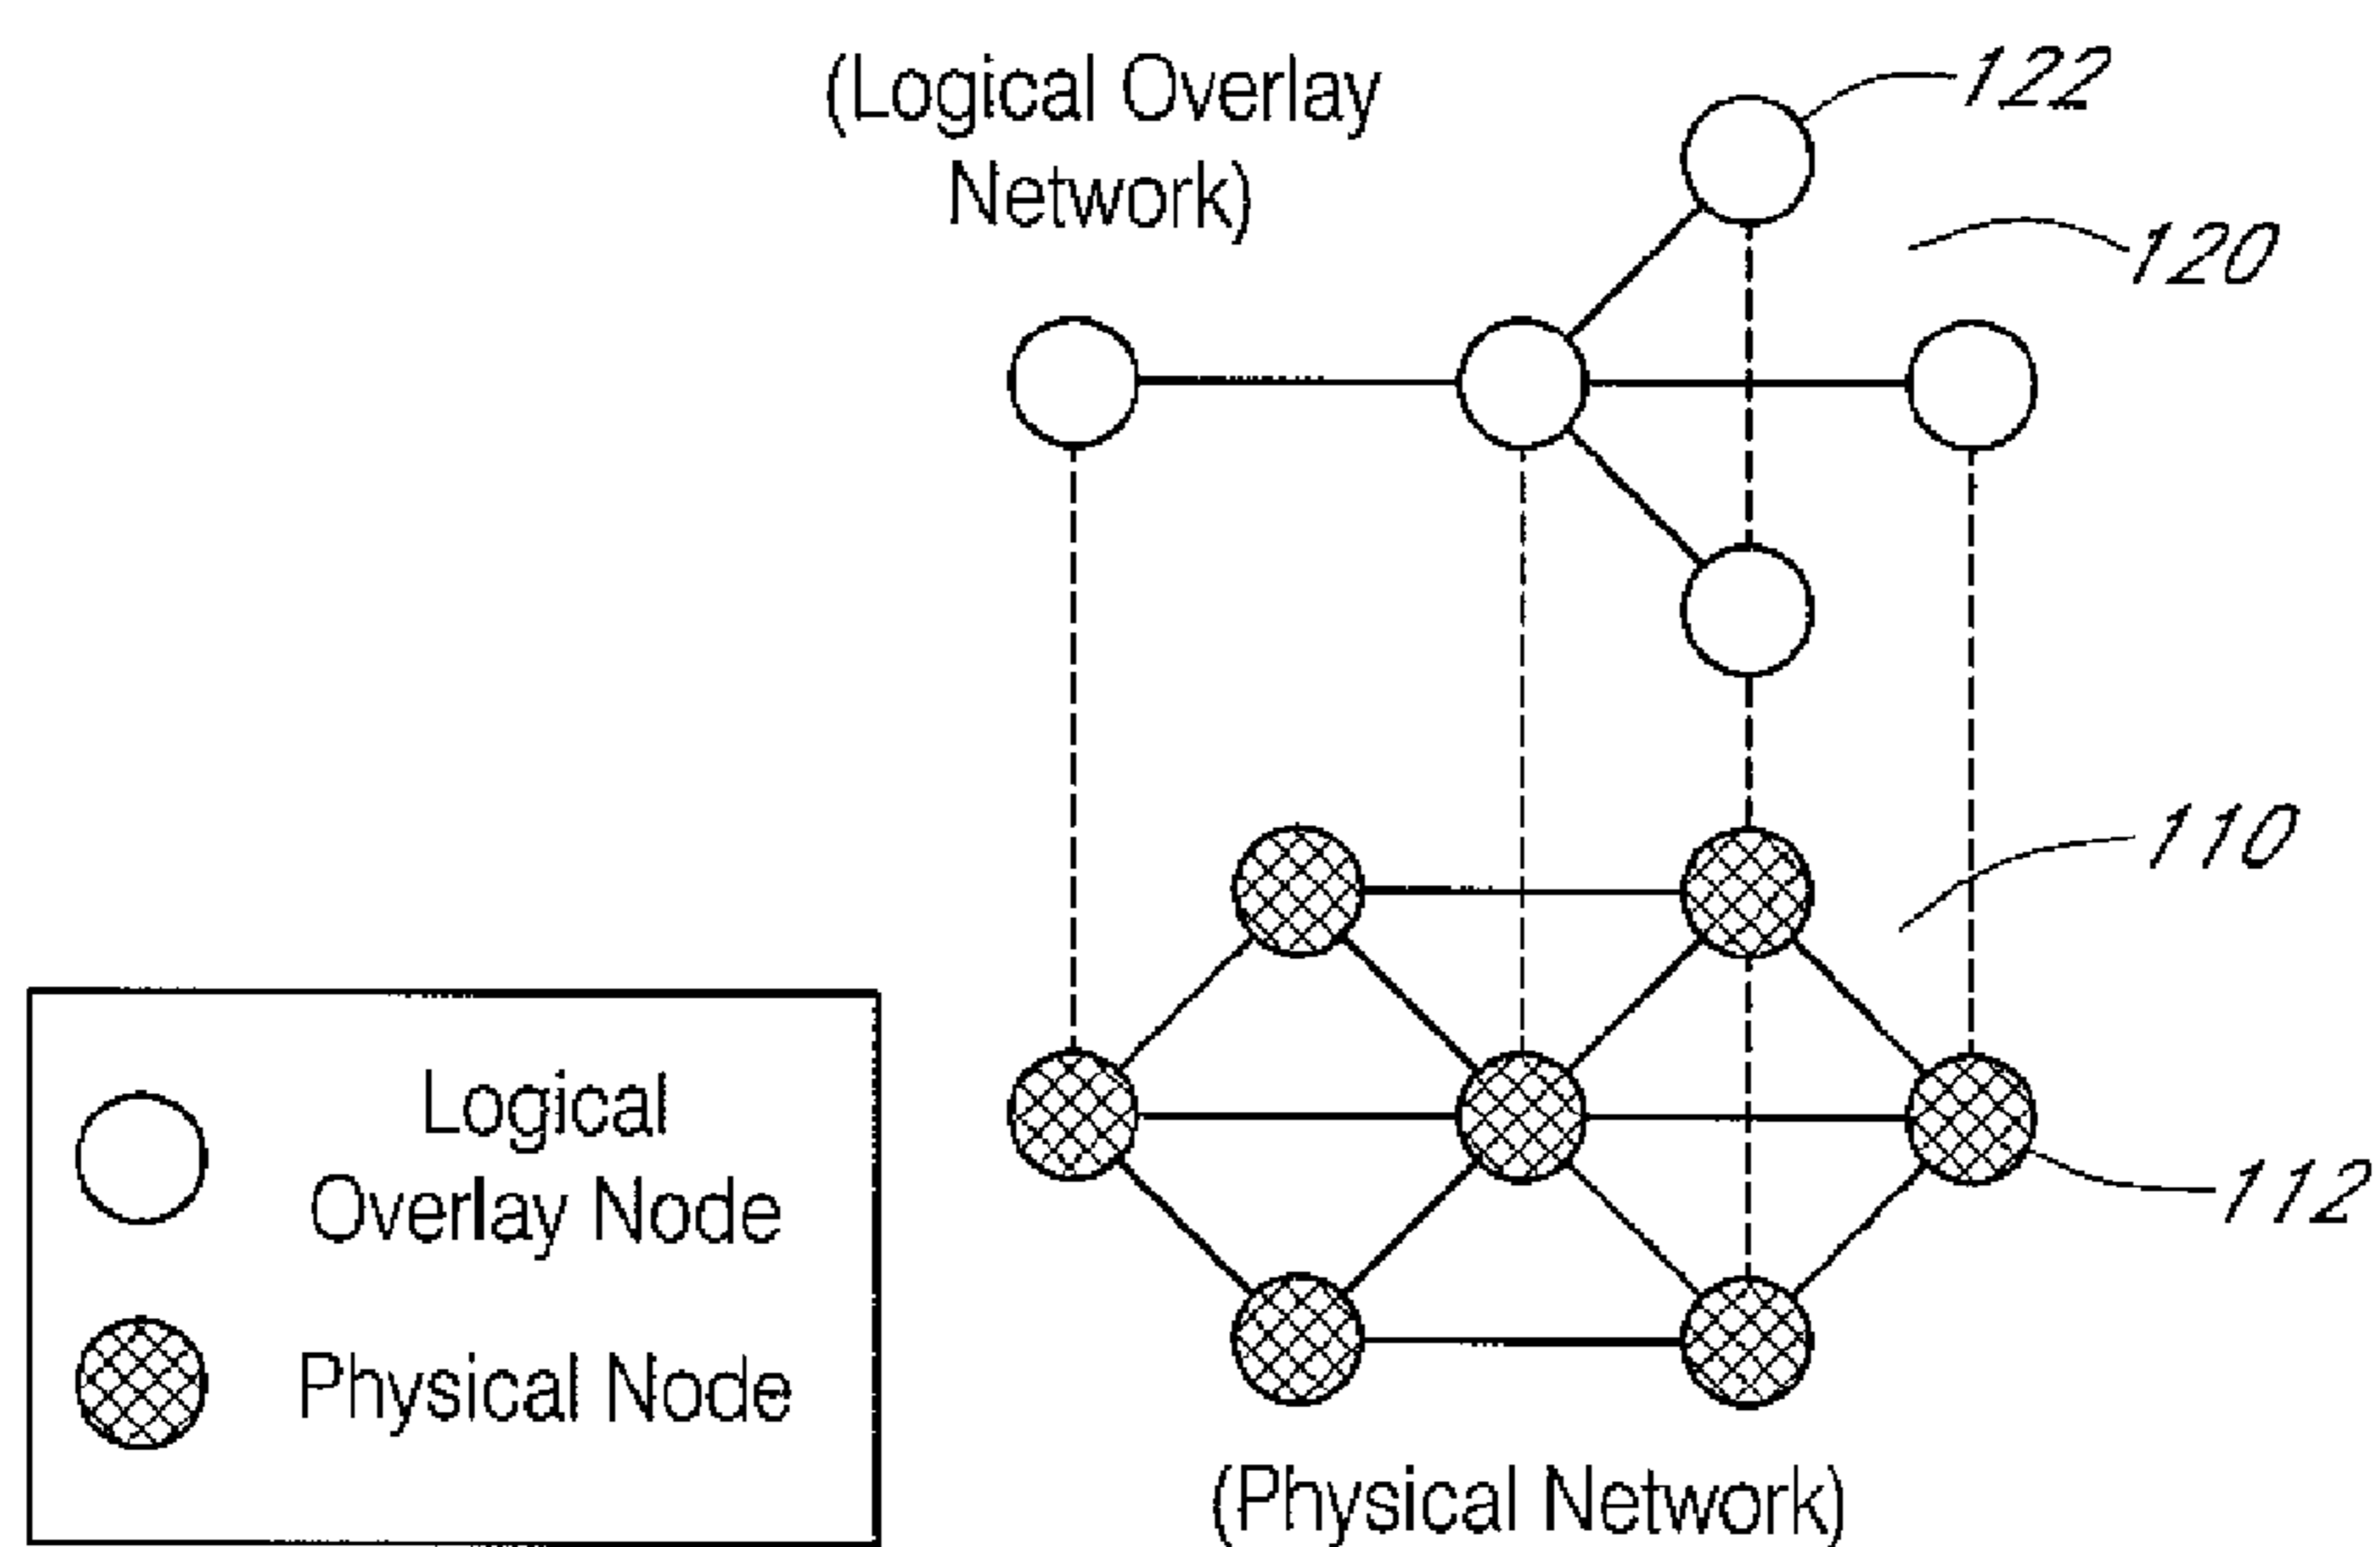 (Logical Overlay
Network)
122
120
110
112
Logical
Overlay Node
Physical Node
(Physical Network)